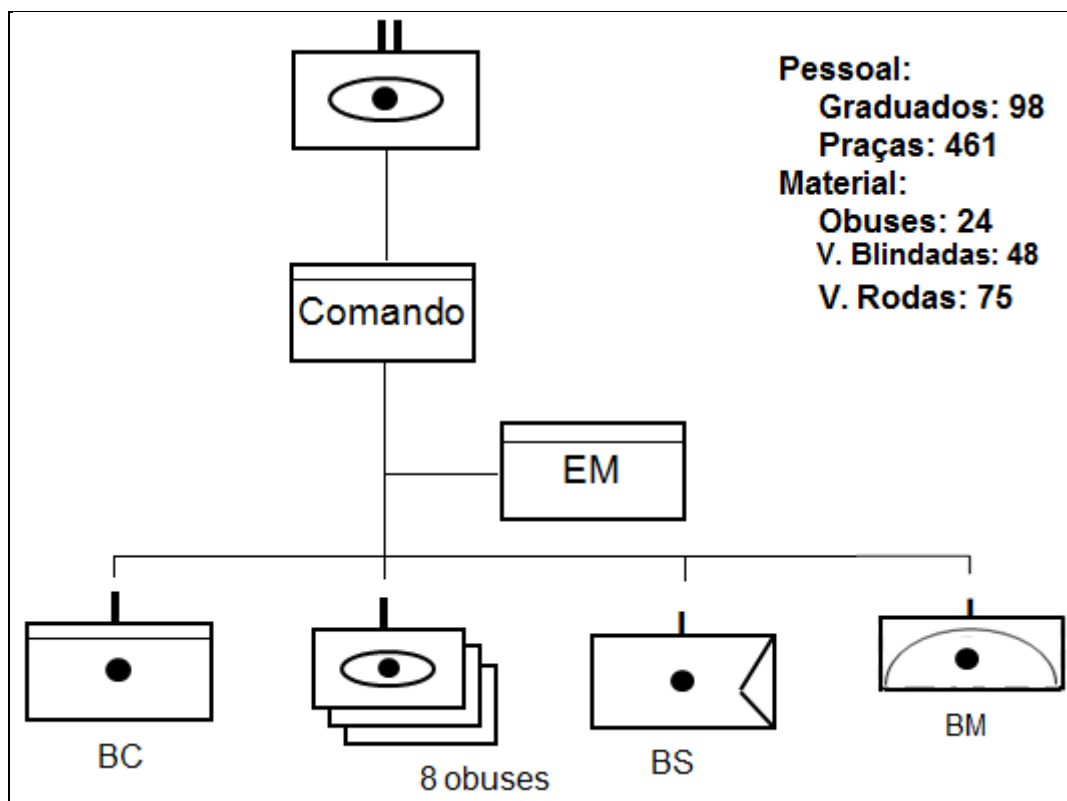 Pessoal:
Graduados: 98
Praças: 461
Material:
Obuses: 24
V. Blindadas: 48
V. Rodas: 75
Comando
EM
BC
8 obuses
BS
BM